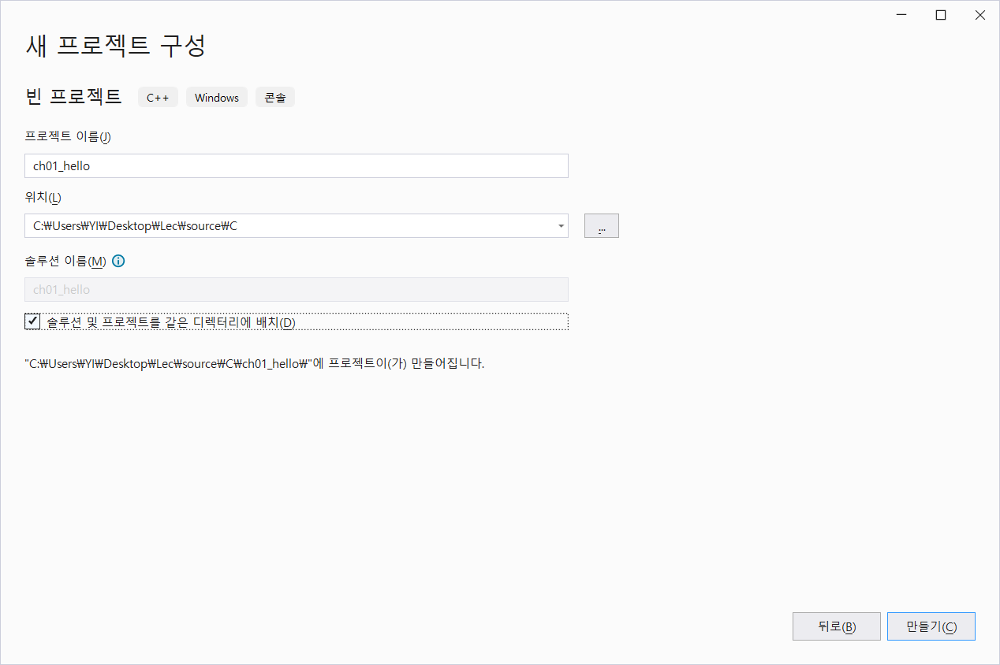 새 프로젝트 구성
빈 프로젝트 C++ Windows 콘솔
프로젝트 이름(J)
ch01_hello
위치(L)
C:₩Users₩YI₩Desktop₩Lec₩source₩C
...
솔루션 이름(M)
ch01_hello
솔루션 및 프로젝트를 같은 디렉터리에 배치(D)
"C:₩Users₩YI₩Desktop₩Lec₩source₩C₩ch01_hello₩"에 프로젝트이(가) 만들어집니다.
뒤로(B) 만들기(C)